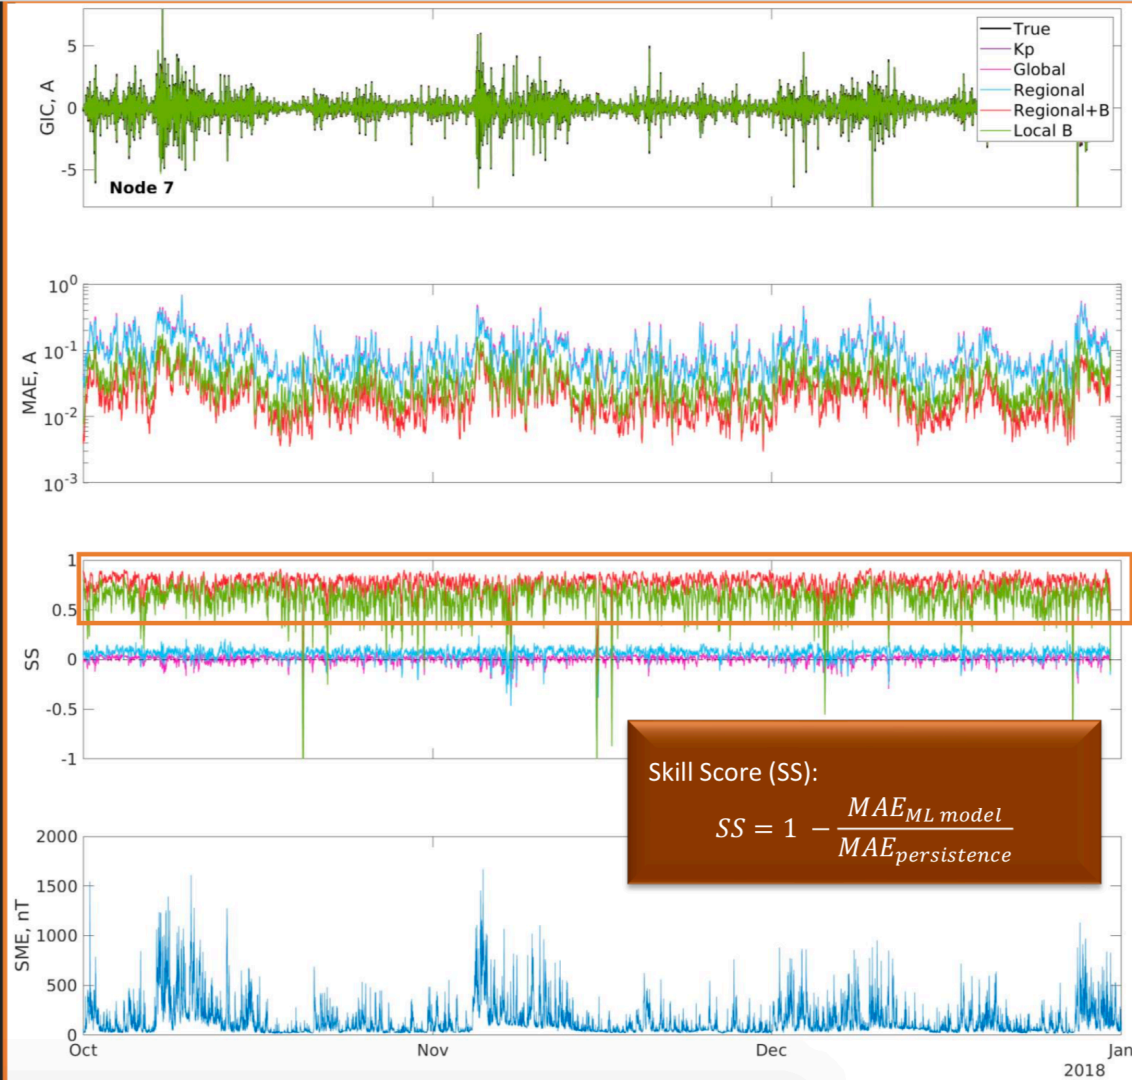 5
0
-5
GIC, A
Node 7
True
Kp
Global
Regional
Regional+B
Local B
10⁰
10⁻¹
10⁻²
10⁻³
MAE, A
1
0.5
0
-0.5
-1
SS
Skill Score (SS):
SS = 1 − MAE_ML model / MAE_persistence
2000
1500
1000
500
0
SME, nT
Oct Nov Dec Jan
2018